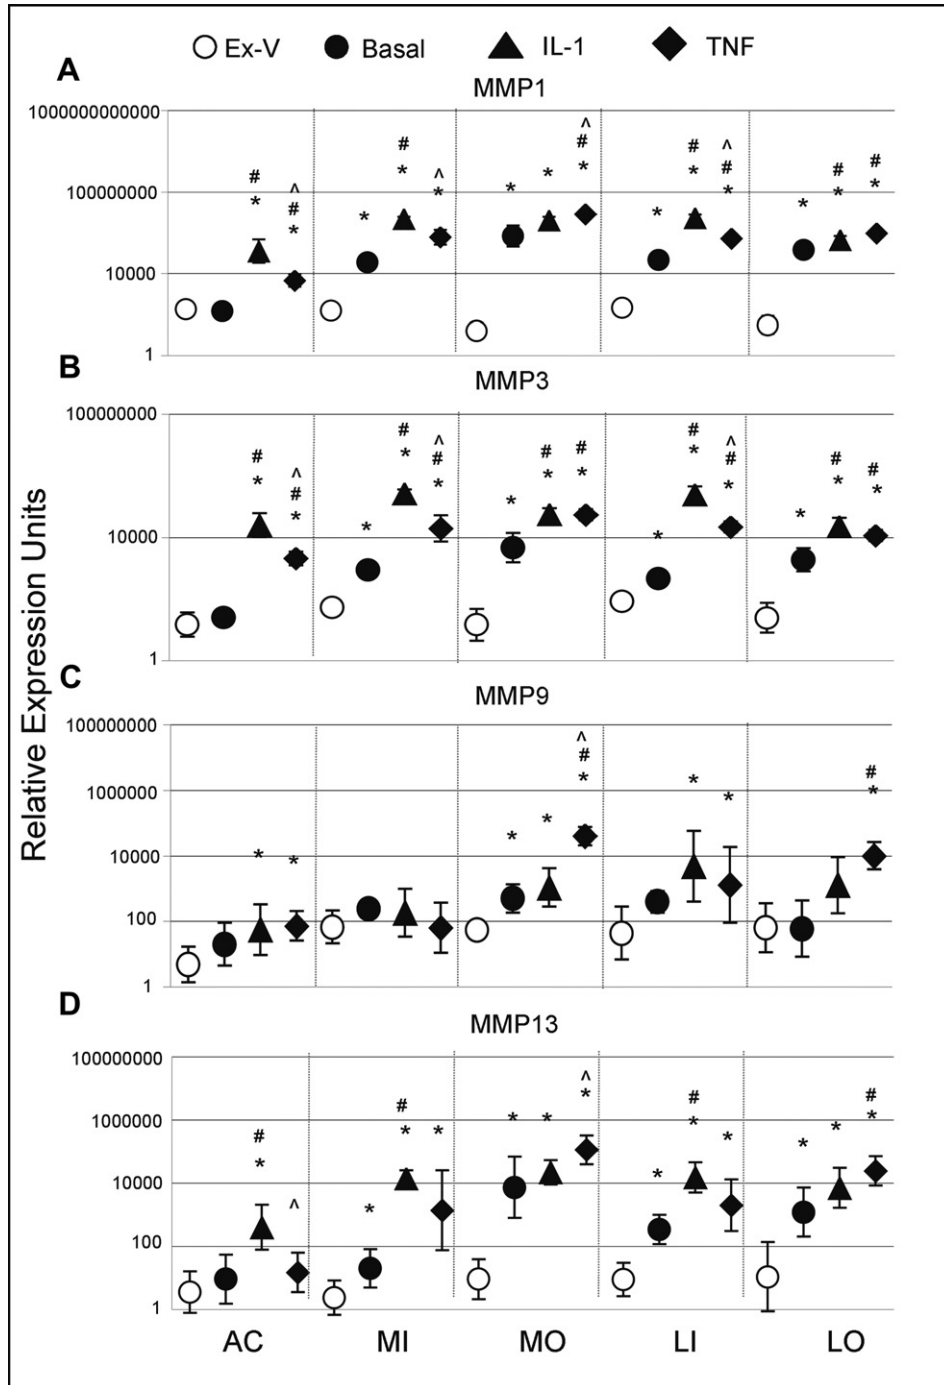 Ex-V Basal IL-1 TNF
A
MMP1
1000000000000
100000000
10000
1
# * ^ # *
* # * ^ *
* * ^ # *
* # * ^ # *
* # * # *
B
MMP3
100000000
10000
1
# * ^ # *
* # * ^ # *
* # * # *
* # * ^ # *
* # * # *
Relative Expression Units
C
MMP9
100000000
1000000
10000
100
1
* *
* * ^ # *
* *
# *
D
MMP13
100000000
1000000
10000
100
1
# * ^
* # * *
* * ^ *
* # * *
* * # *
AC MI MO LI LO